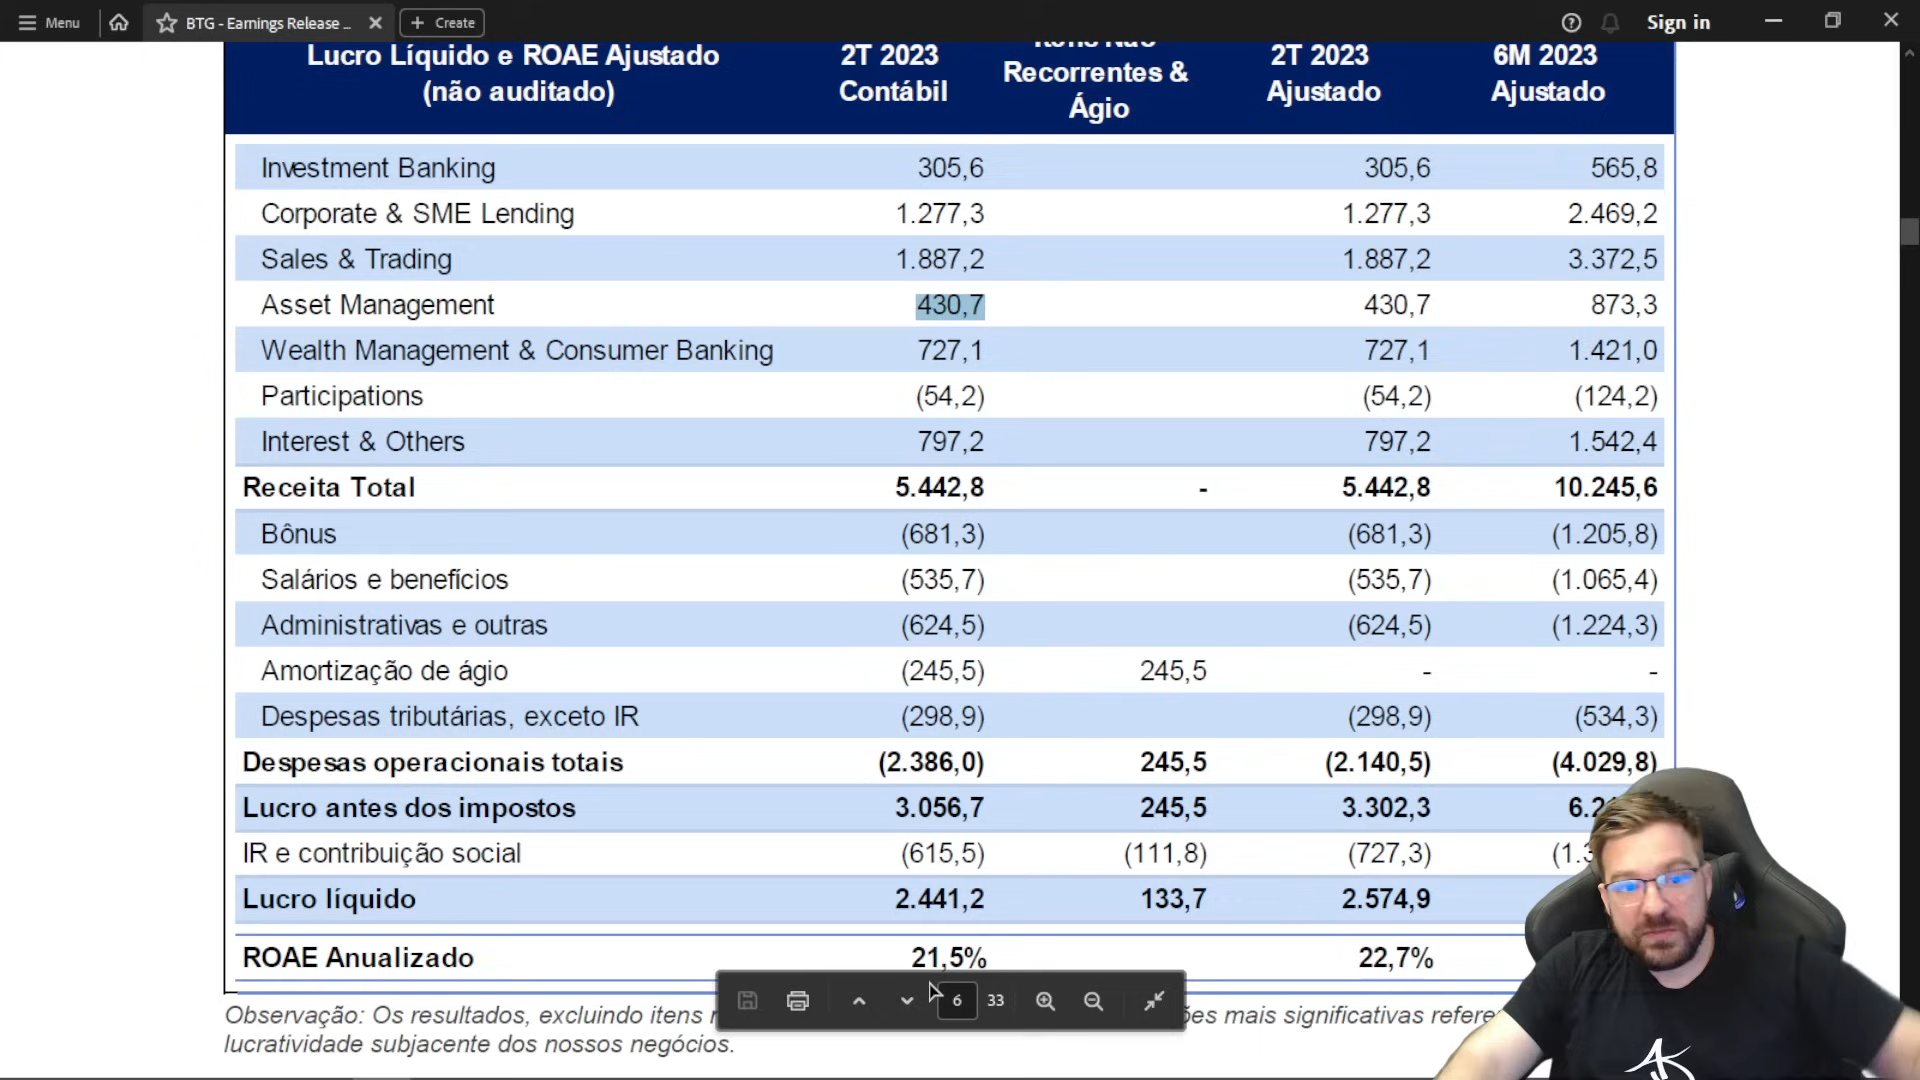 Menu
BTG - Earnings Release ...
Create
Sign in
Lucro Líquido e ROAE Ajustado
(não auditado)
2T 2023
Contábil
Itens Não
Recorrentes &
Ágio
2T 2023
Ajustado
6M 2023
Ajustado
Investment Banking 305,6 305,6 565,8
Corporate & SME Lending 1.277,3 1.277,3 2.469,2
Sales & Trading 1.887,2 1.887,2 3.372,5
Asset Management 430,7 430,7 873,3
Wealth Management & Consumer Banking 727,1 727,1 1.421,0
Participations (54,2) (54,2) (124,2)
Interest & Others 797,2 797,2 1.542,4
Receita Total 5.442,8 - 5.442,8 10.245,6
Bônus (681,3) (681,3) (1.205,8)
Salários e benefícios (535,7) (535,7) (1.065,4)
Administrativas e outras (624,5) (624,5) (1.224,3)
Amortização de ágio (245,5) 245,5 - -
Despesas tributárias, exceto IR (298,9) (298,9) (534,3)
Despesas operacionais totais (2.386,0) 245,5 (2.140,5) (4.029,8)
Lucro antes dos impostos 3.056,7 245,5 3.302,3
IR e contribuição social (615,5) (111,8) (727,3)
Lucro líquido 2.441,2 133,7 2.574,9
ROAE Anualizado 21,5% 22,7%
6 33
Observação: Os resultados, excluindo itens mais significativas
lucratividade subjacente dos nossos negócios.